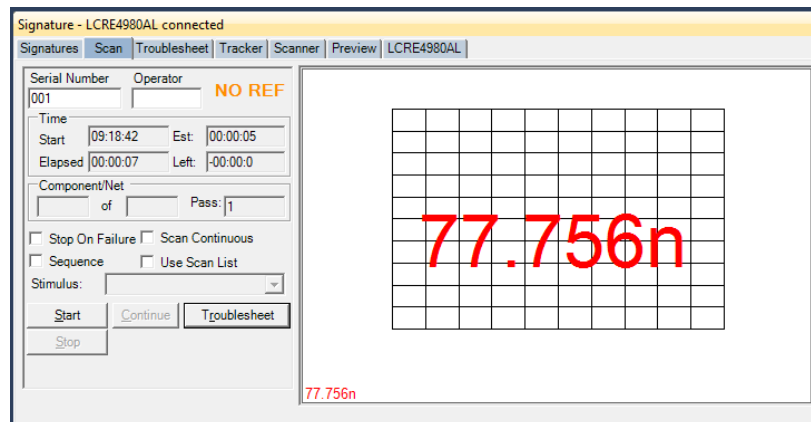 Signature - LCRE4980AL connected
Signatures Scan Troublesheet Tracker Scanner Preview LCRE4980AL
Serial Number Operator
001 NO REF
Time
Start 09:18:42 Est: 00:00:05
Elapsed 00:00:07 Left: -00:00:0
Component/Net
of Pass: 1
Stop On Failure Scan Continuous
Sequence Use Scan List
Stimulus:
Start Continue Troublesheet
Stop
77.756n
77.756n